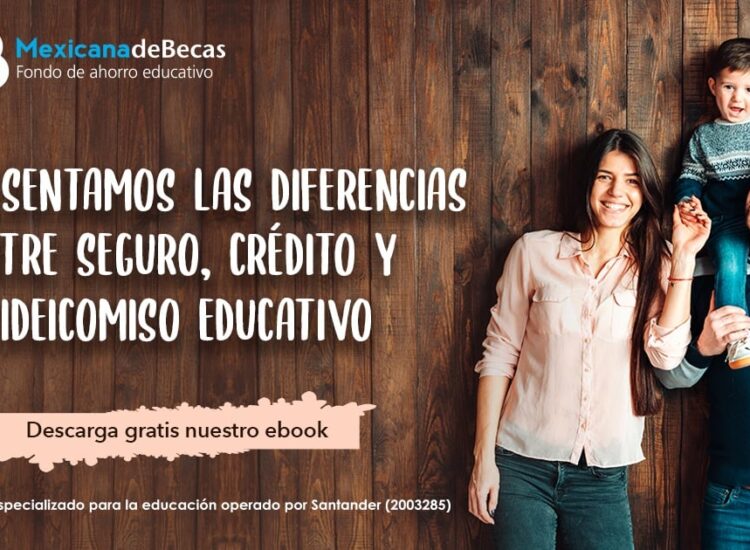 MexicanadeBecas
Fondo de ahorro educativo
SENTAMOS LAS DIFERENCIAS
TRE SEGURO, CRÉDITO Y
IDEICOMISO EDUCATIVO
Descarga gratis nuestro ebook
specializado para la educación operado por Santander (2003285)